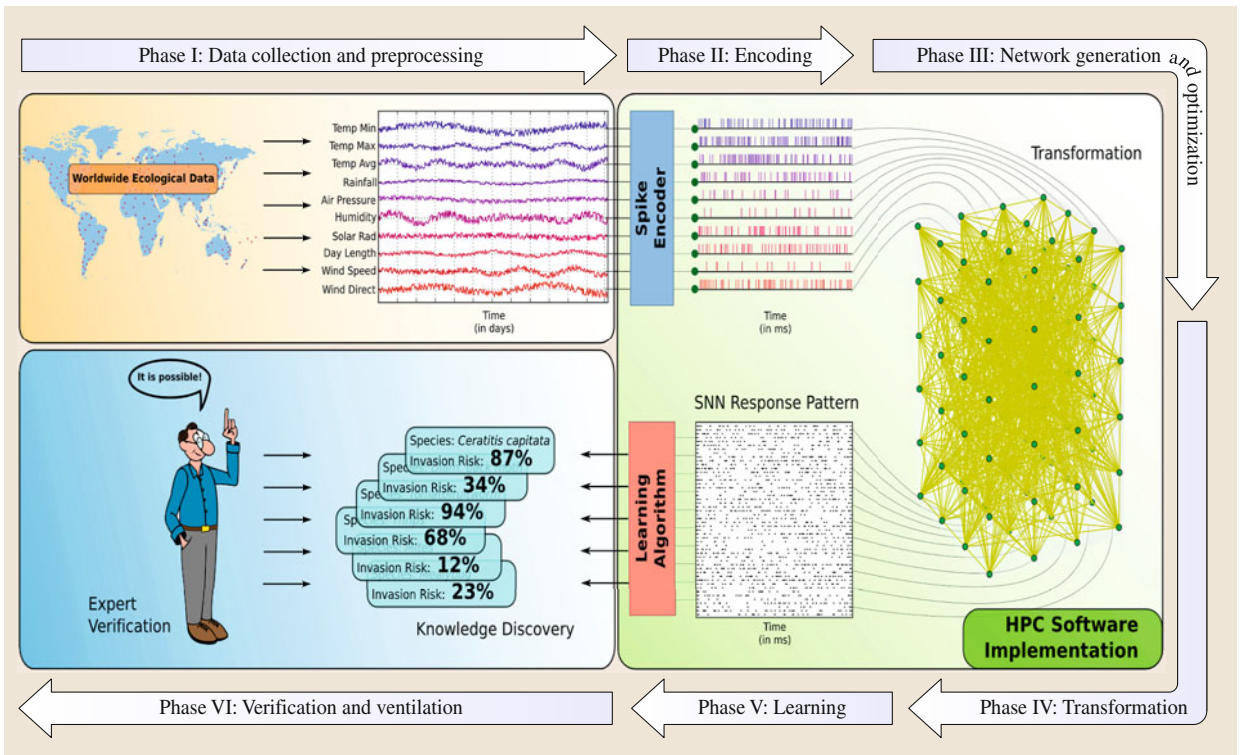 Phase I: Data collection and preprocessing
Phase II: Encoding
Phase III: Network generation and optimization
Worldwide Ecological Data
Temp Min
Temp Max
Temp Avg
Rainfall
Air Pressure
Humidity
Solar Rad
Day Length
Wind Speed
Wind Direct
Time
(in days)
Spike
Encoder
Time
(in ms)
Transformation
It is possible!
Species: Ceratitis capitata
Invasion Risk: 87%
Spec
Invasion Risk: 34%
Spe
Invasion Risk: 94%
Sp
Invasion Risk: 68%
Invasion Risk: 12%
Invasion Risk: 23%
Expert
Verification
Knowledge Discovery
Learning
Algorithm
SNN Response Pattern
Time
(in ms)
HPC Software
Implementation
Phase VI: Verification and ventilation
Phase V: Learning
Phase IV: Transformation